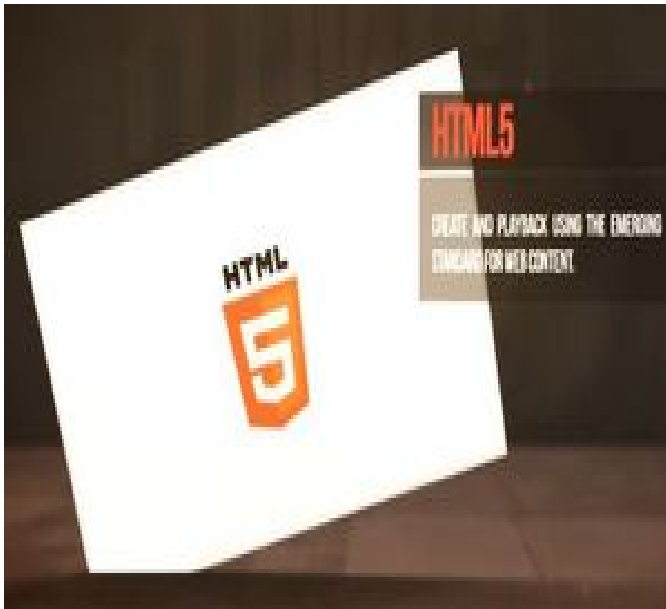 HTML5
CREATE AND PLAYBACK USING THE EMERGING
STANDARD FOR WEB CONTENT.
HTML
5